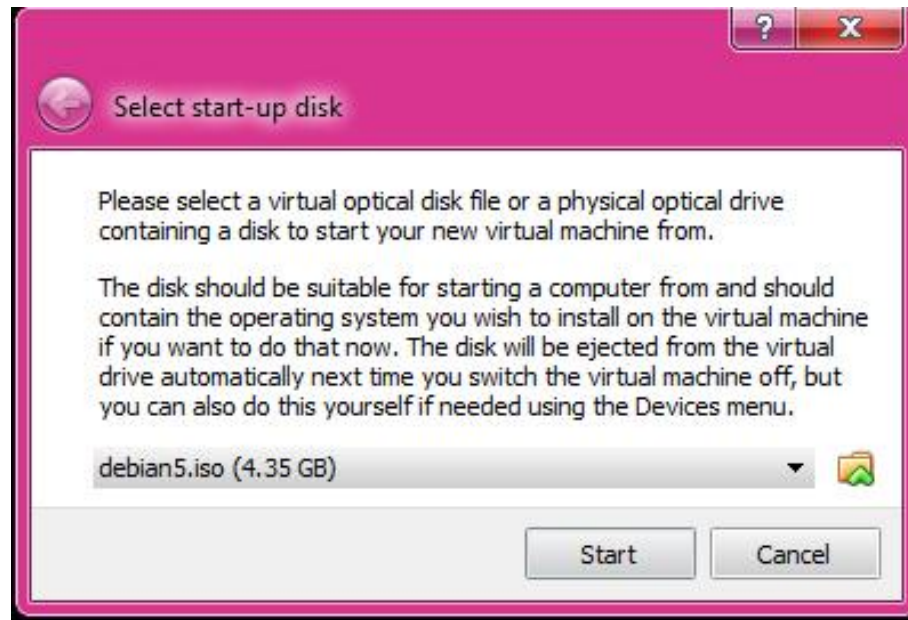 ?
X
Select start-up disk
Please select a virtual optical disk file or a physical optical drive
containing a disk to start your new virtual machine from.
The disk should be suitable for starting a computer from and should
contain the operating system you wish to install on the virtual machine
if you want to do that now. The disk will be ejected from the virtual
drive automatically next time you switch the virtual machine off, but
you can also do this yourself if needed using the Devices menu.
debian5.iso (4.35 GB)
Start Cancel